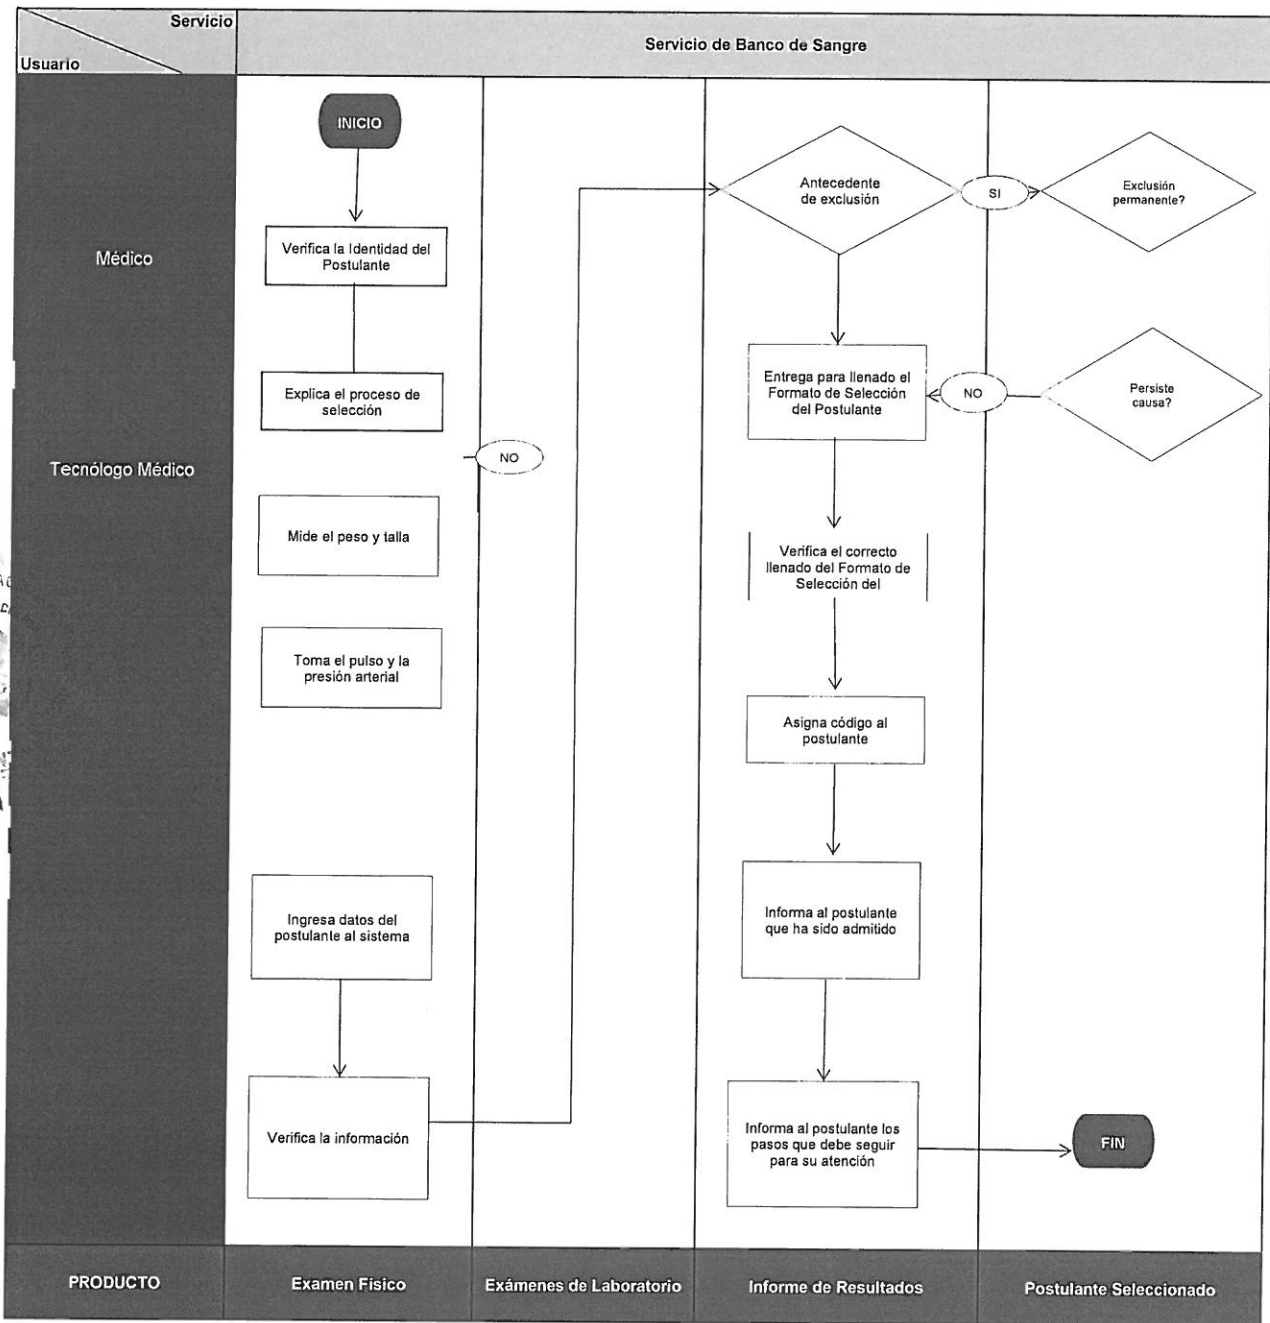 Servicio
Usuario
Servicio de Banco de Sangre
Médico
Tecnólogo Médico
INICIO
Verifica la Identidad del
Postulante
Explica el proceso de
selección
NO
Mide el peso y talla
Toma el pulso y la
presión arterial
Ingresa datos del
postulante al sistema
Verifica la información
Antecedente
de exclusión
SI
Exclusión
permanente?
Entrega para llenado el
Formato de Selección
del Postulante
NO
Persiste
causa?
Verifica el correcto
llenado del Formato de
Selección del
Asigna código al
postulante
Informa al postulante
que ha sido admitido
Informa al postulante los
pasos que debe seguir
para su atención
FIN
PRODUCTO
Examen Físico
Exámenes de Laboratorio
Informe de Resultados
Postulante Seleccionado